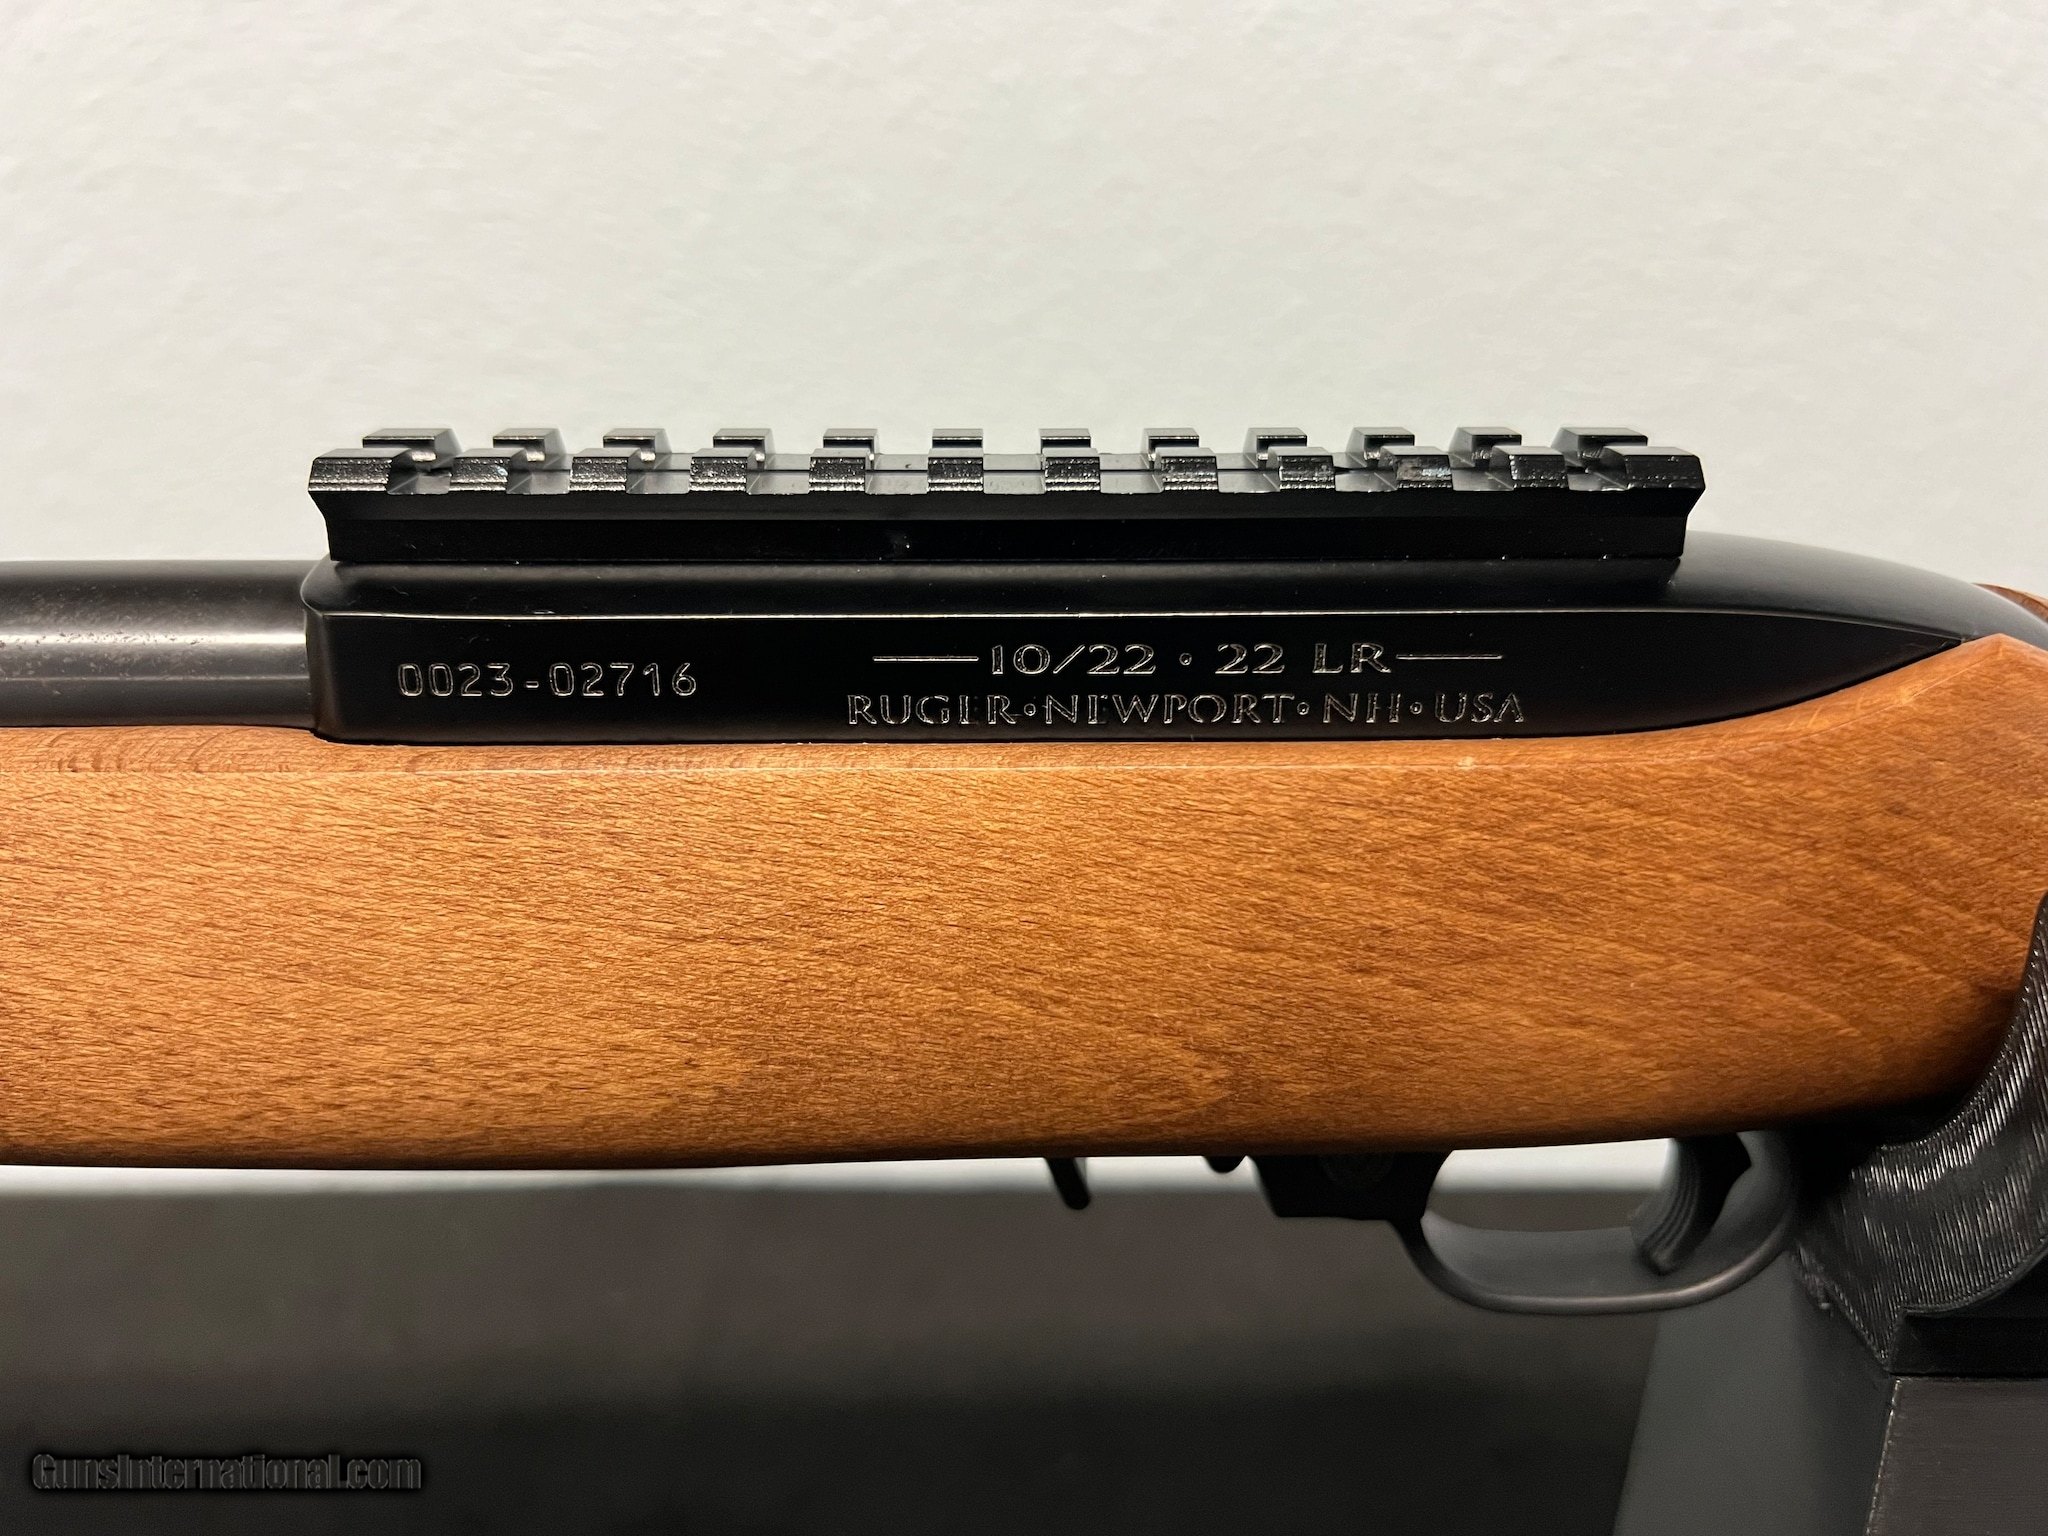 0023-02716
10/22 · 22 LR
RUGER·NEWPORT·NH·USA
GunsInternational.com